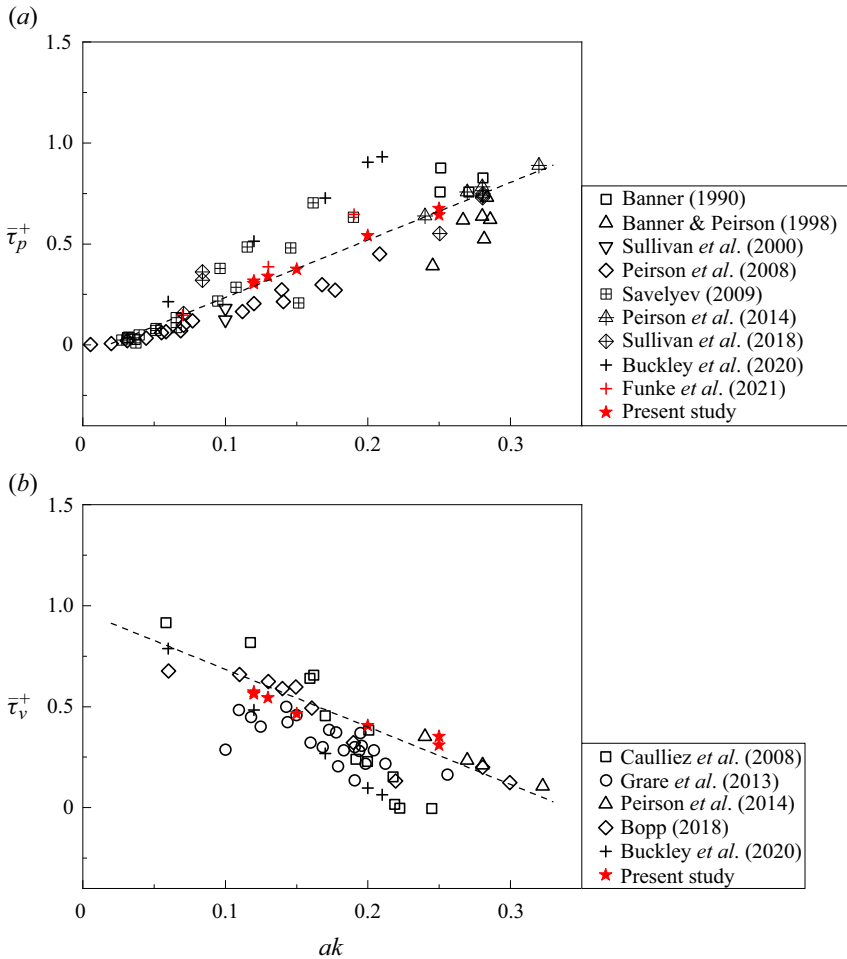 (a)
1.5
1.0
0.5
0
τ̄p+
0 0.1 0.2 0.3
Banner (1990)
Banner & Peirson (1998)
Sullivan et al. (2000)
Peirson et al. (2008)
Savelyev (2009)
Peirson et al. (2014)
Sullivan et al. (2018)
Buckley et al. (2020)
Funke et al. (2021)
Present study
(b)
1.5
1.0
0.5
0
τ̄v+
0 0.1 0.2 0.3
ak
Caulliez et al. (2008)
Grare et al. (2013)
Peirson et al. (2014)
Bopp (2018)
Buckley et al. (2020)
Present study